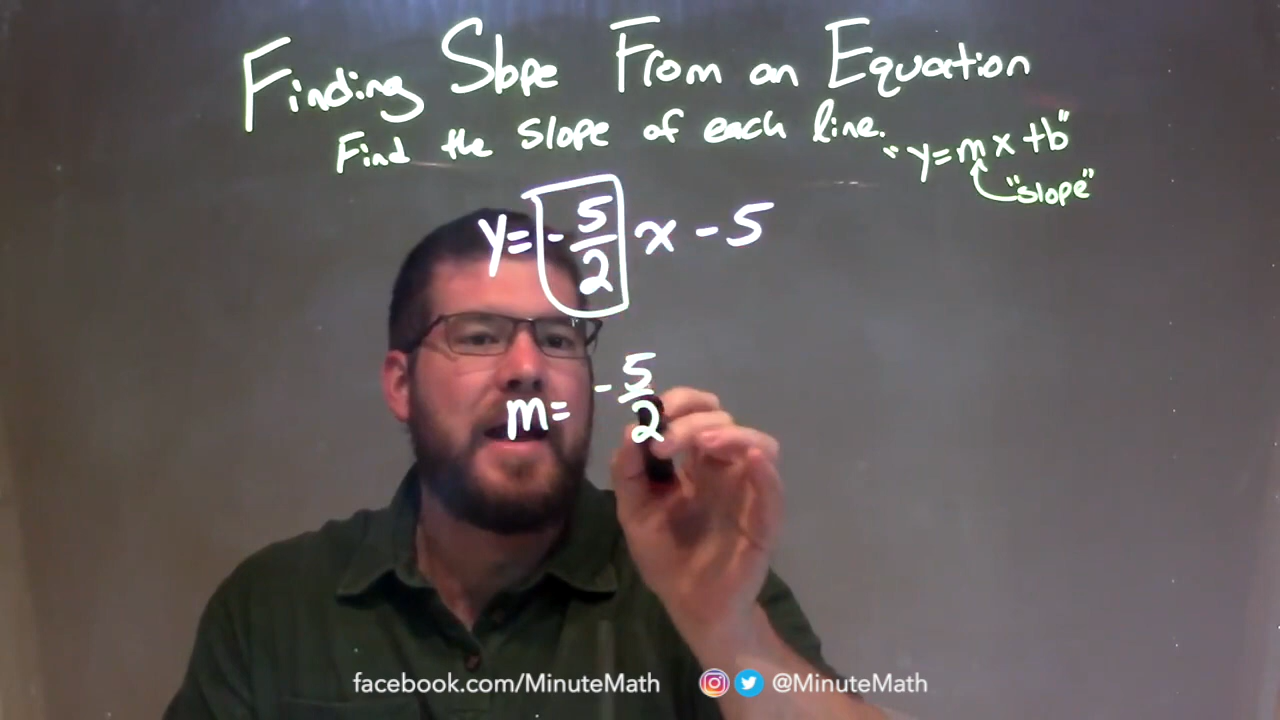 Finding Slope From an Equation
Find the slope of each line.
"y=mx+b"
"slope"
y=-5/2x-5
m=-5/2
facebook.com/MinuteMath @MinuteMath